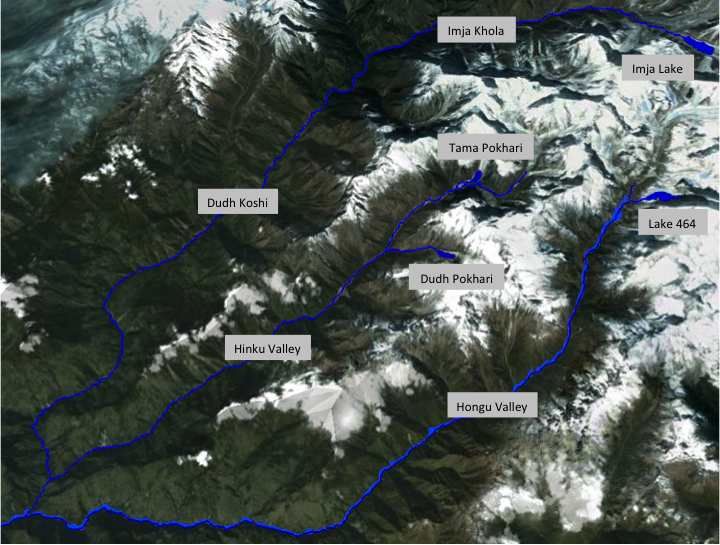 Imja Khola
Imja Lake
Tama Pokhari
Dudh Koshi
Lake 464
Dudh Pokhari
Hinku Valley
Hongu Valley